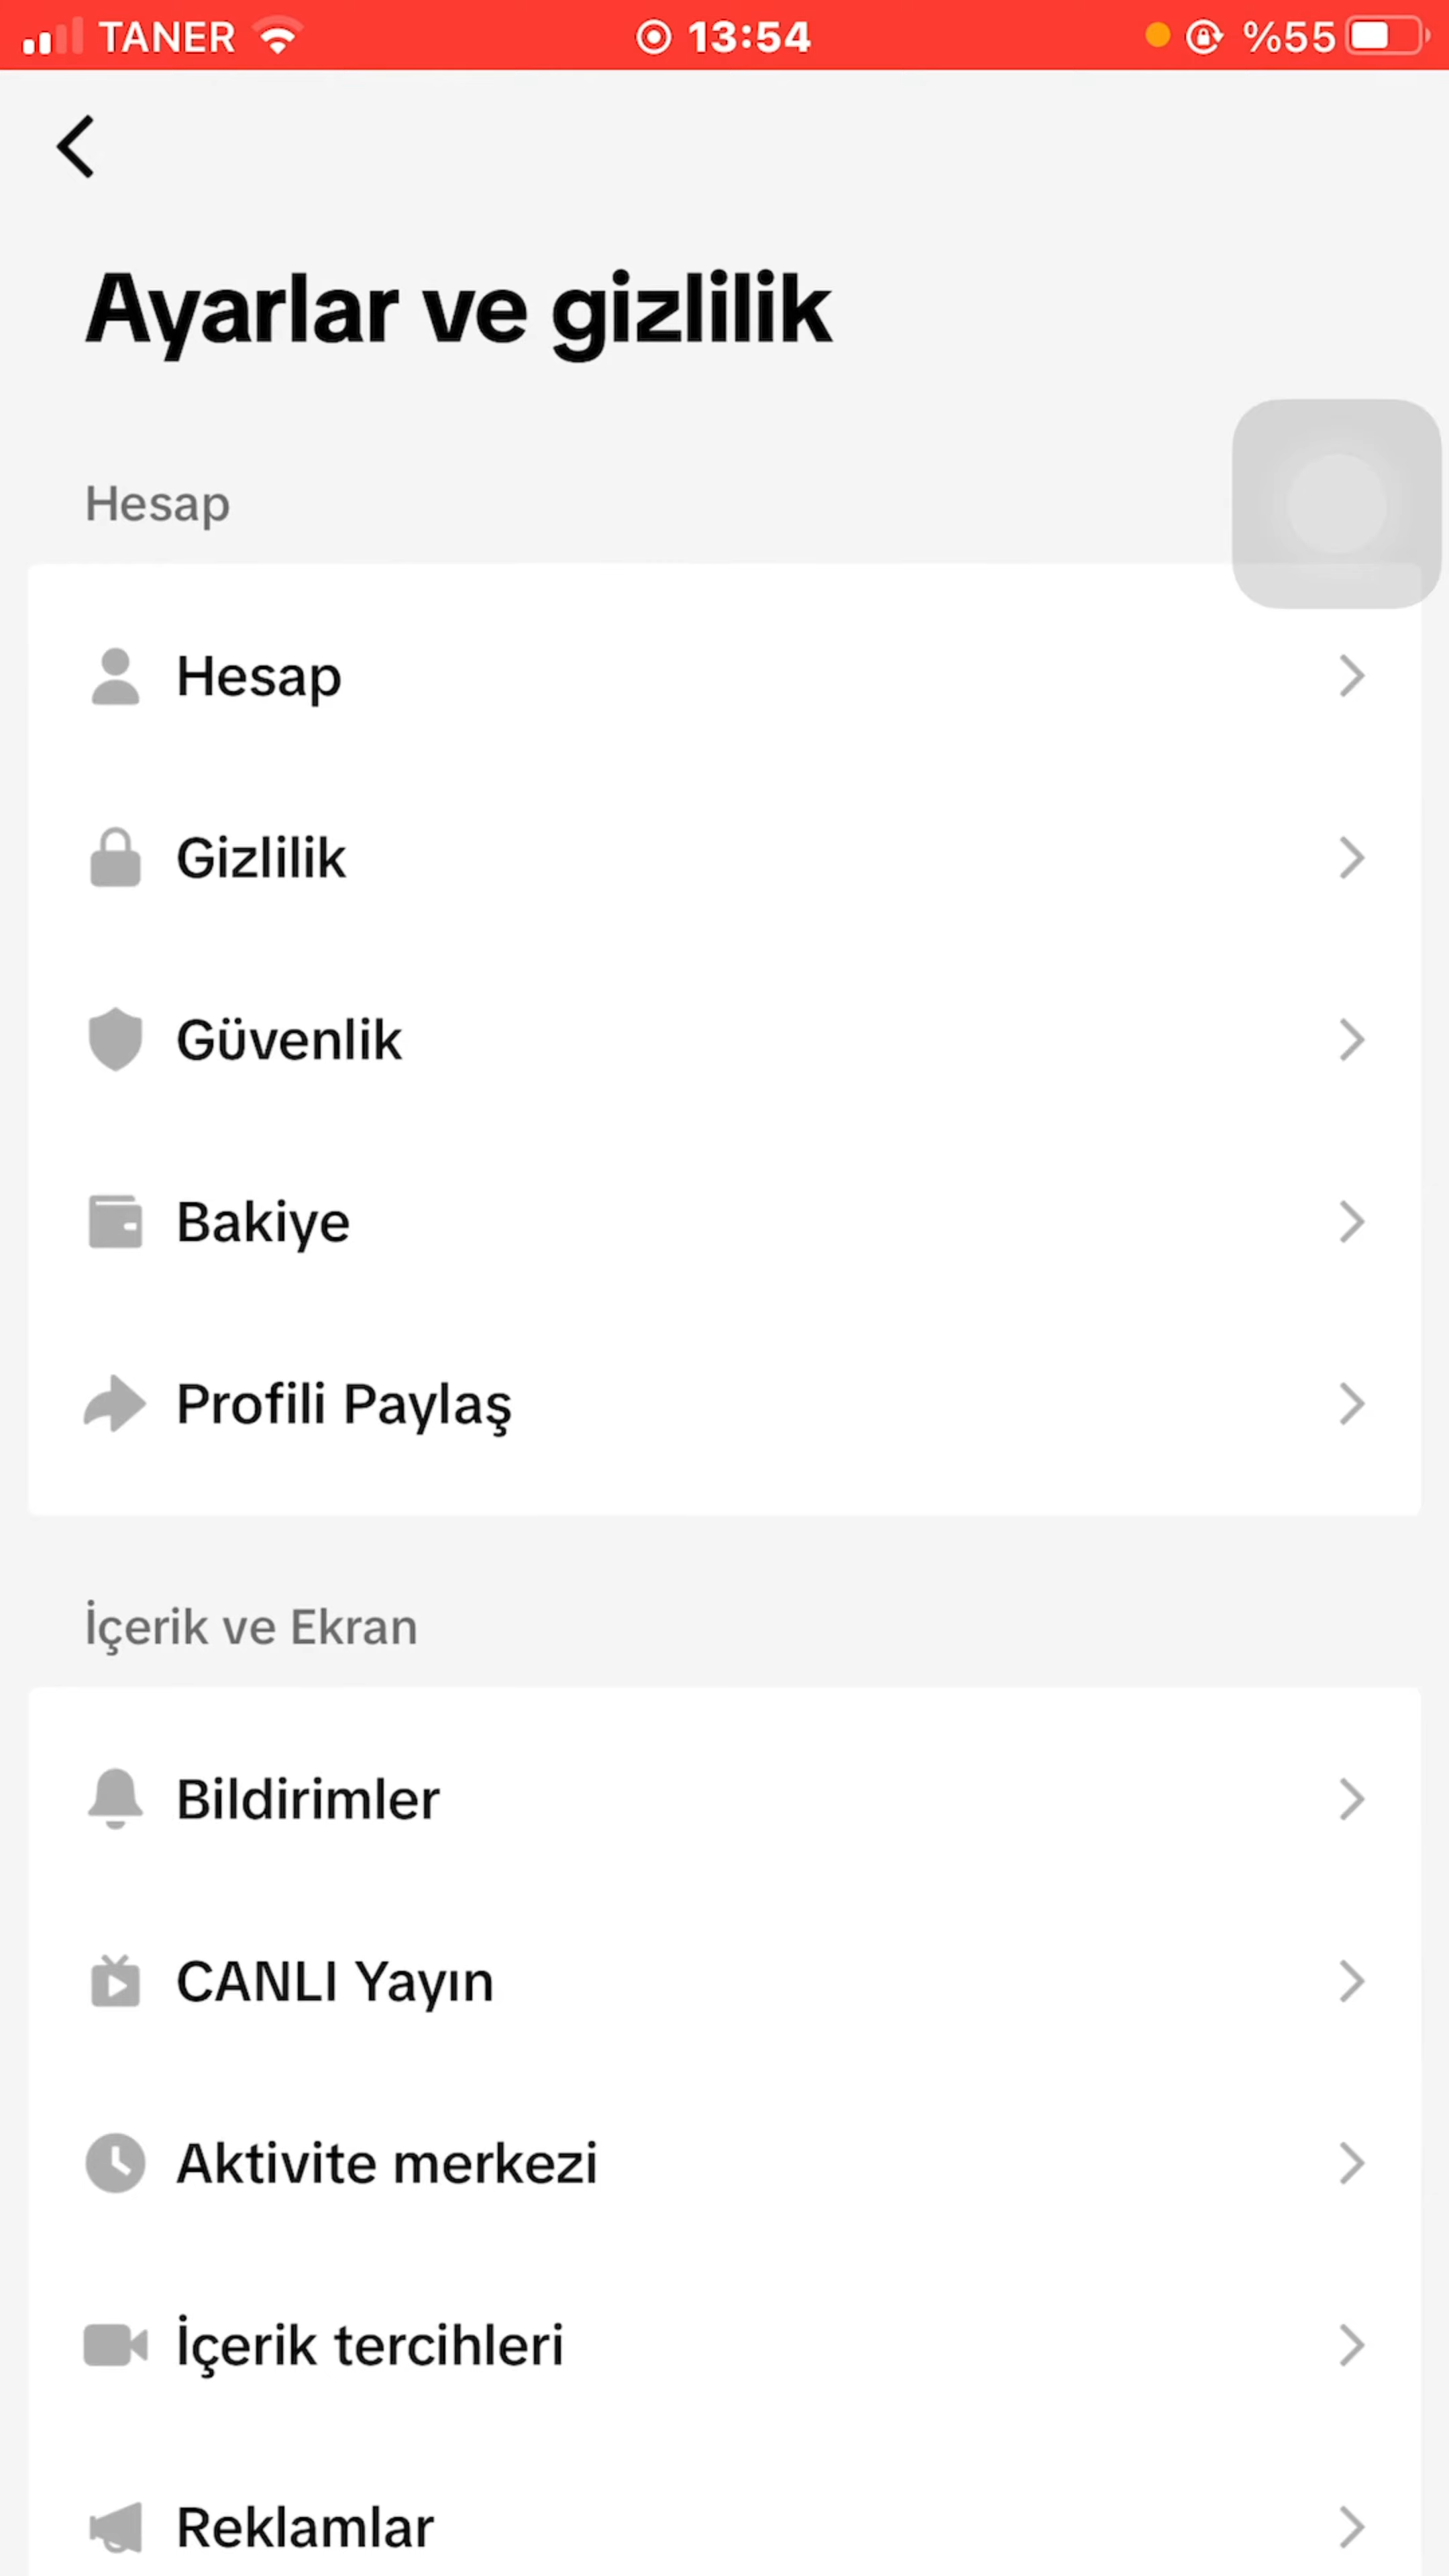 TANER 13:54 %55
Ayarlar ve gizlilik
Hesap
Hesap
Gizlilik
Güvenlik
Bakiye
Profili Paylaş
İçerik ve Ekran
Bildirimler
CANLI Yayın
Aktivite merkezi
İçerik tercihleri
Reklamlar